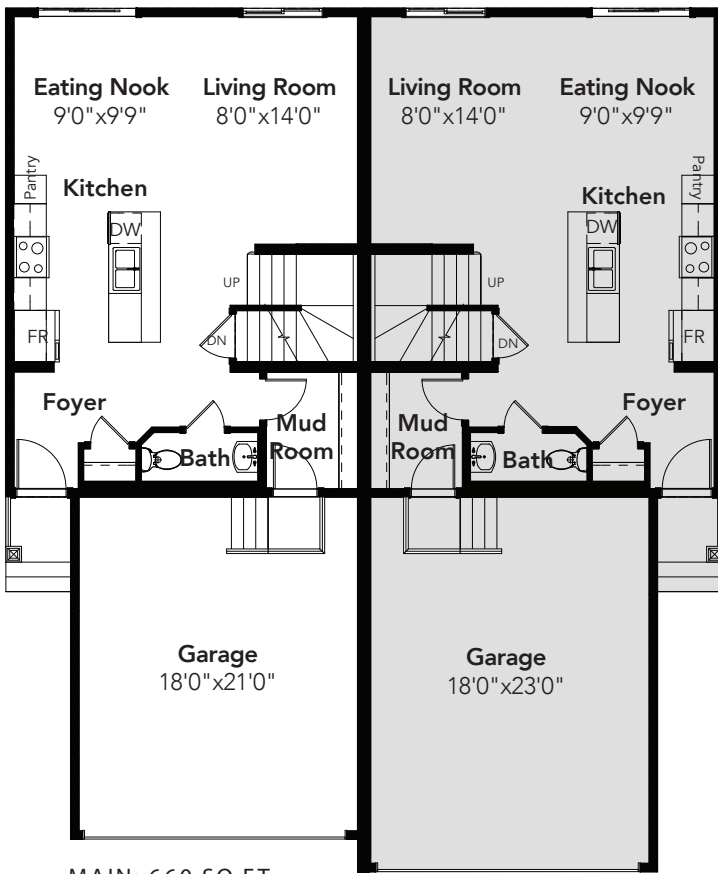 Eating Nook
9'0"x9'9"
Living Room
8'0"x14'0"
Living Room
8'0"x14'0"
Eating Nook
9'0"x9'9"
Pantry
Kitchen
DW
UP
DN
FR
Pantry
Kitchen
DW
UP
DN
FR
Foyer
Bath
Mud
Room
Mud
Room
Bath
Foyer
Garage
18'0"x21'0"
Garage
18'0"x23'0"